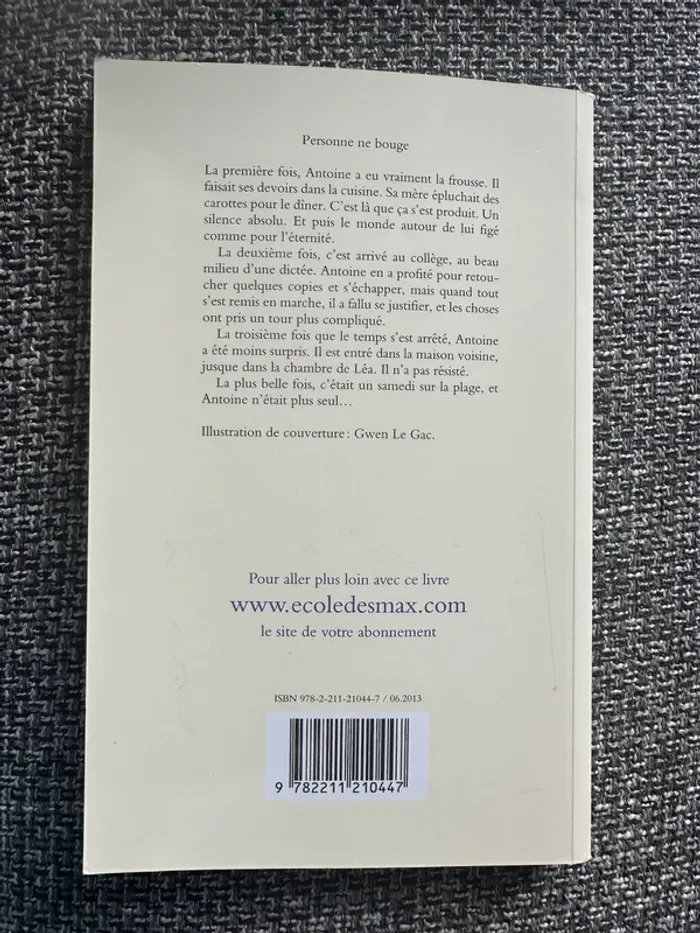 Personne ne bouge
La première fois, Antoine a eu vraiment la frousse. Il
faisait ses devoirs dans la cuisine. Sa mère épluchait des
carottes pour le dîner. C'est là que ça s'est produit. Un
silence absolu. Et puis le monde autour de lui figé
comme pour l'éternité.
La deuxième fois, c'est arrivé au collège, au beau
milieu d'une dictée. Antoine en a profité pour retou-
cher quelques copies et s'échapper, mais quand tout
s'est remis en marche, il a fallu se justifier, et les choses
ont pris un tour plus compliqué.
La troisième fois que le temps s'est arrêté, Antoine
a été moins surpris. Il est entré dans la maison voisine,
jusque dans la chambre de Léa. Il n'a pas résisté.
La plus belle fois, c'était un samedi sur la plage, et
Antoine n'était plus seul...
Illustration de couverture : Gwen Le Gac.
Pour aller plus loin avec ce livre
www.ecoledesmax.com
le site de votre abonnement
ISBN 978-2-211-21044-7 / 06.2013
9 782211 210447